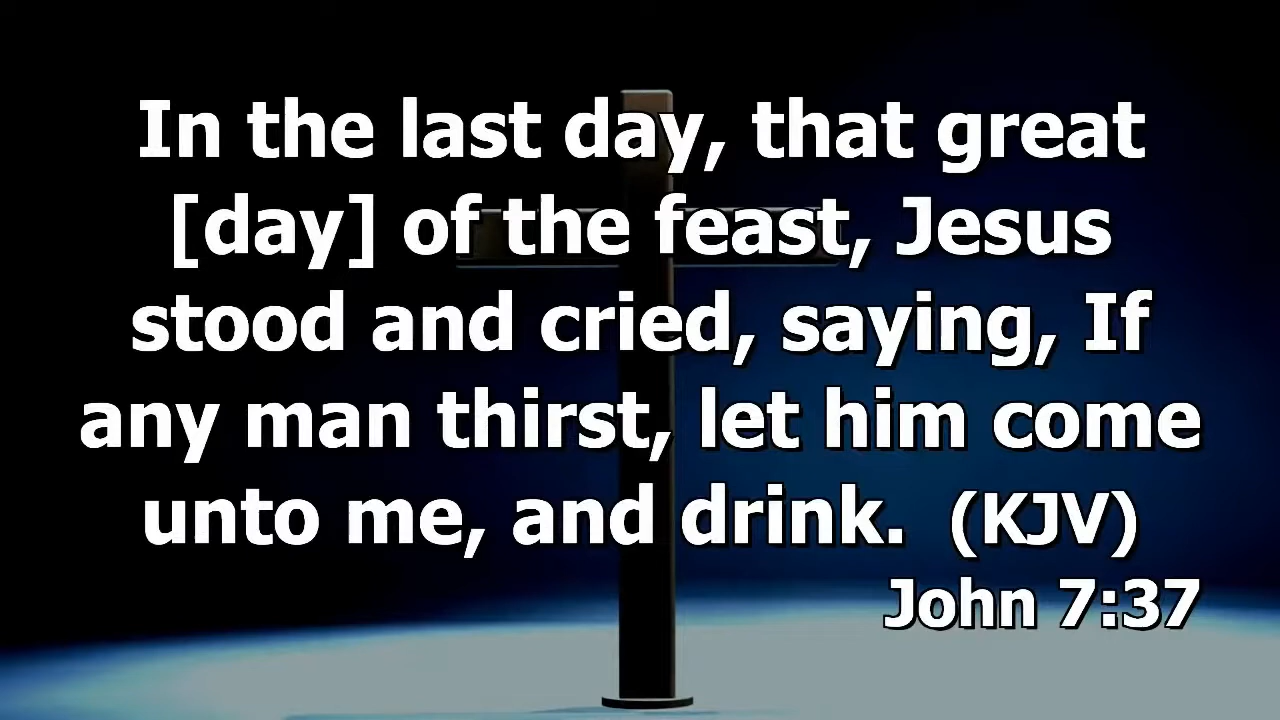 In the last day, that great
[day] of the feast, Jesus
stood and cried, saying, If
any man thirst, let him come
unto me, and drink.  (KJV)
John 7:37